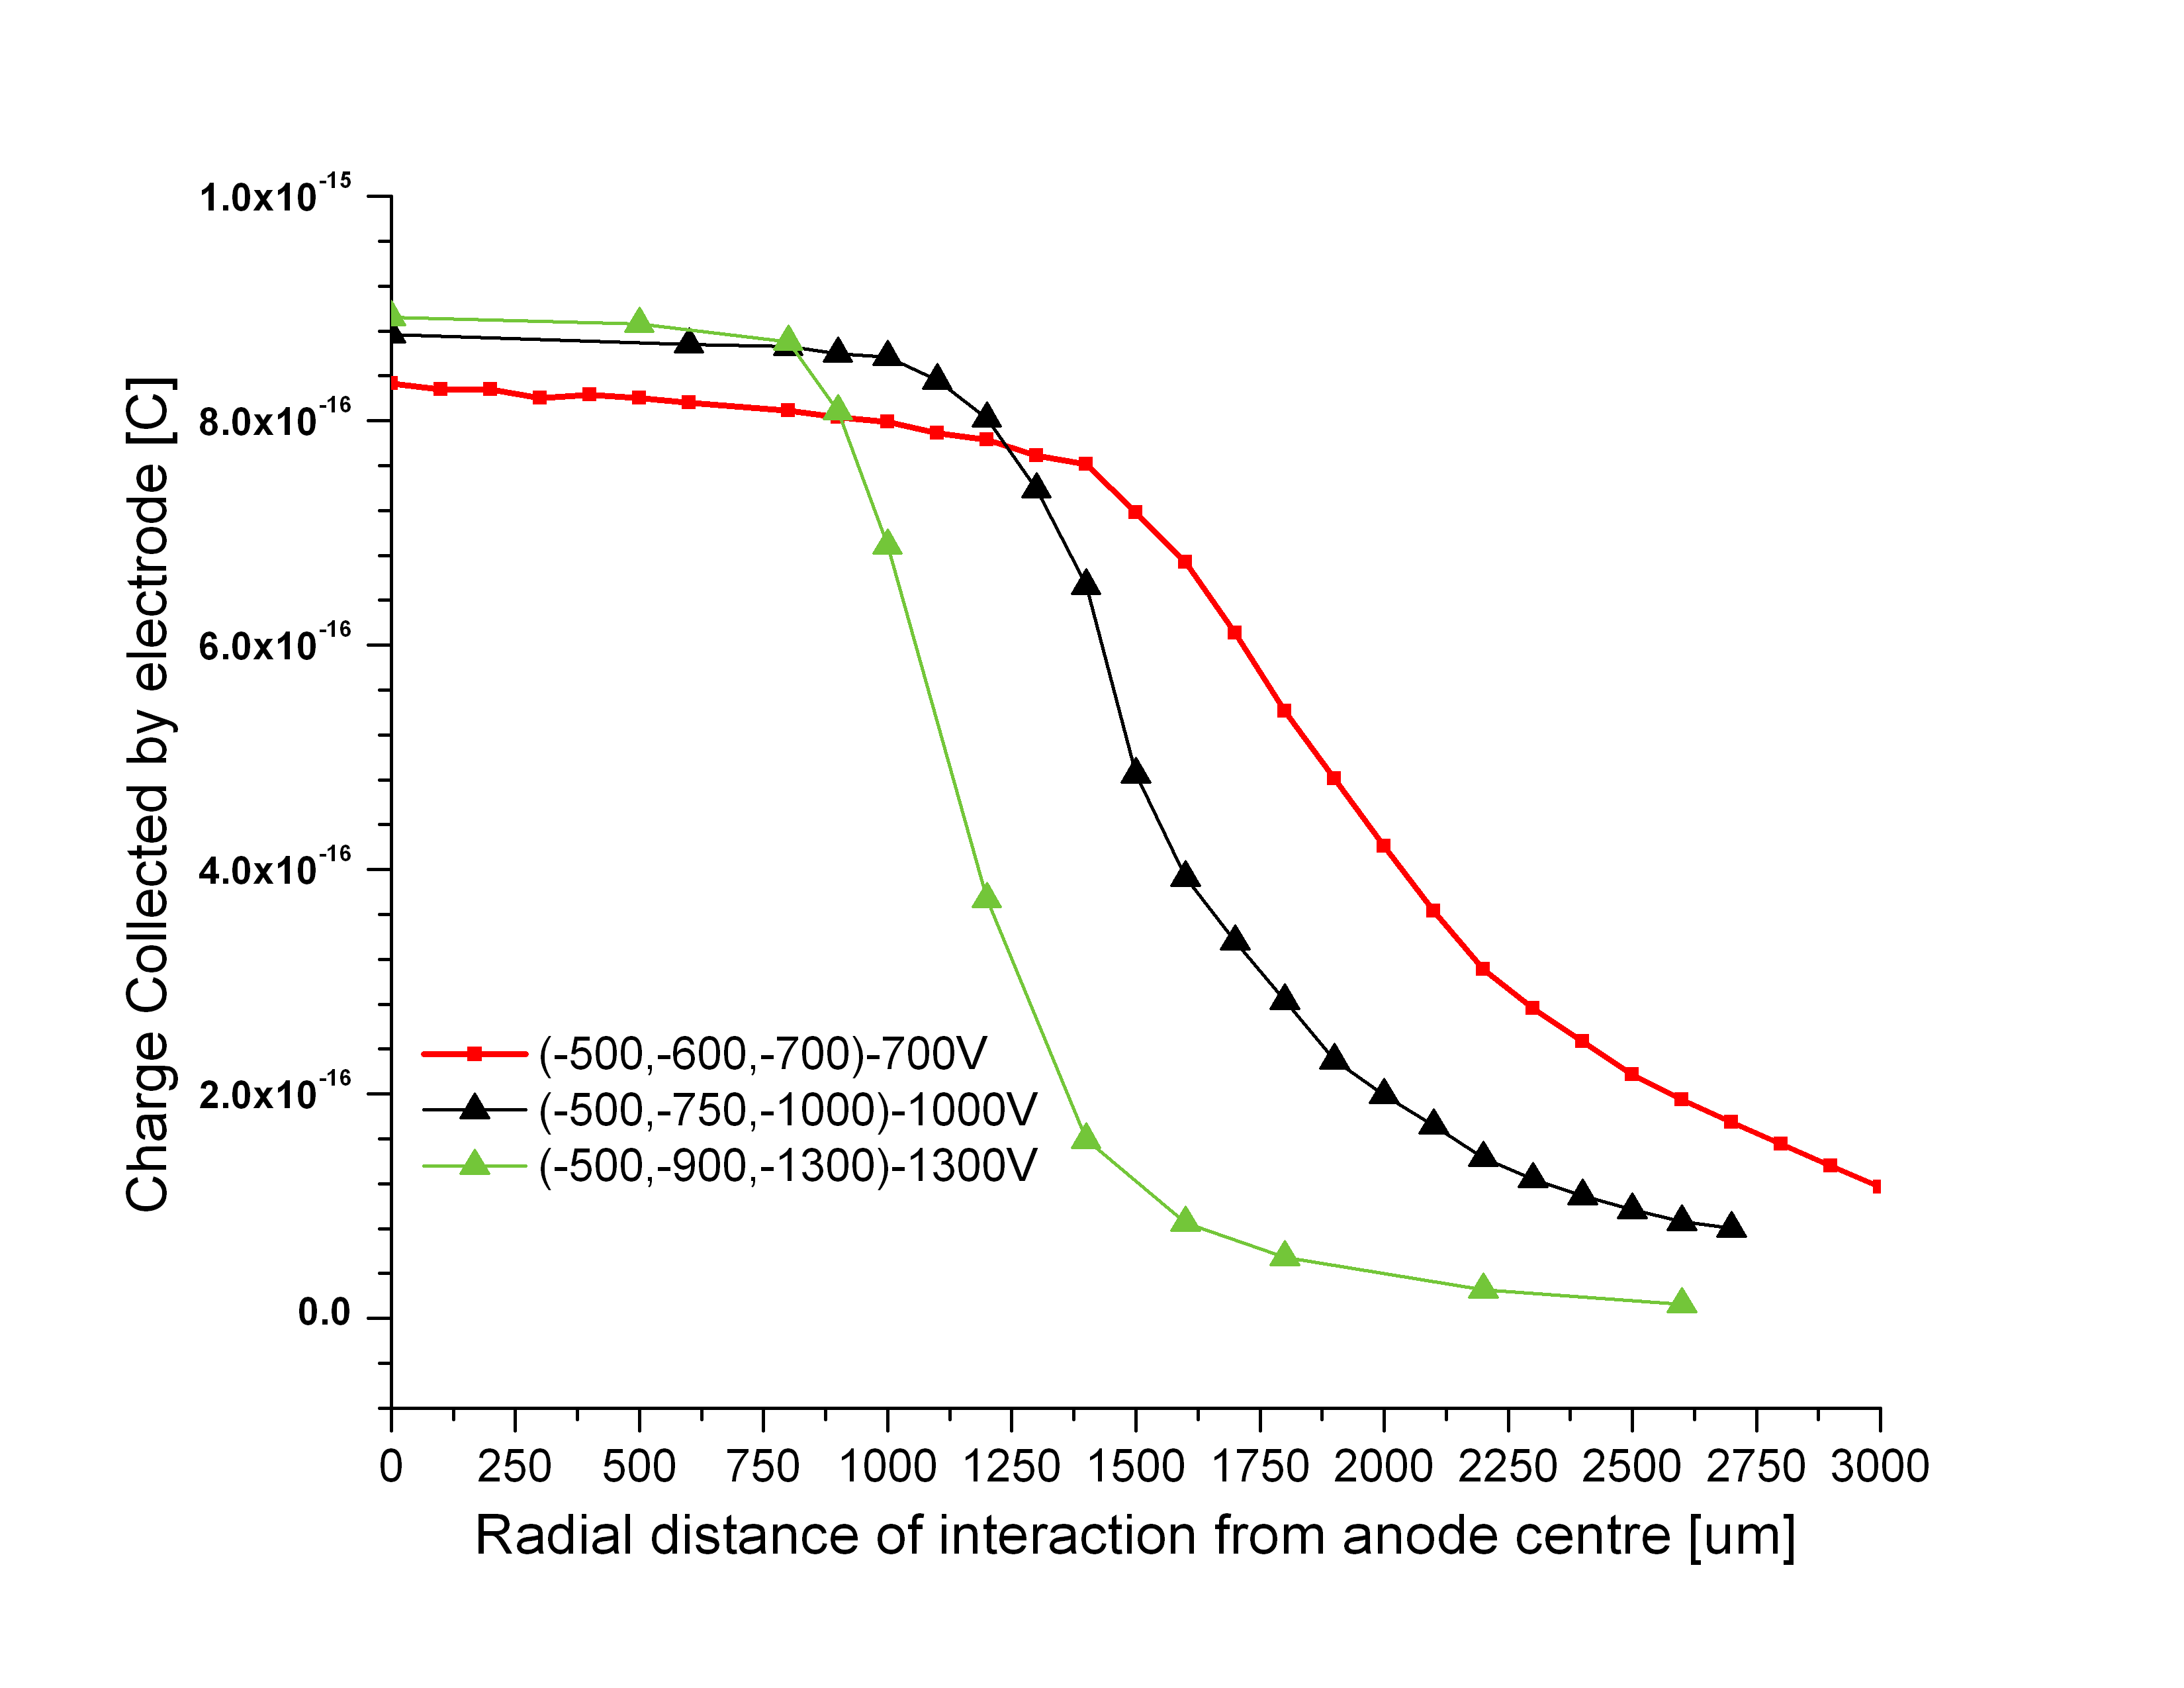 1.0x10^-15
8.0x10^-16
6.0x10^-16
4.0x10^-16
2.0x10^-16
0.0
Charge Collected by electrode [C]
(-500,-600,-700)-700V
(-500,-750,-1000)-1000V
(-500,-900,-1300)-1300V
0 250 500 750 1000 1250 1500 1750 2000 2250 2500 2750 3000
Radial distance of interaction from anode centre [um]